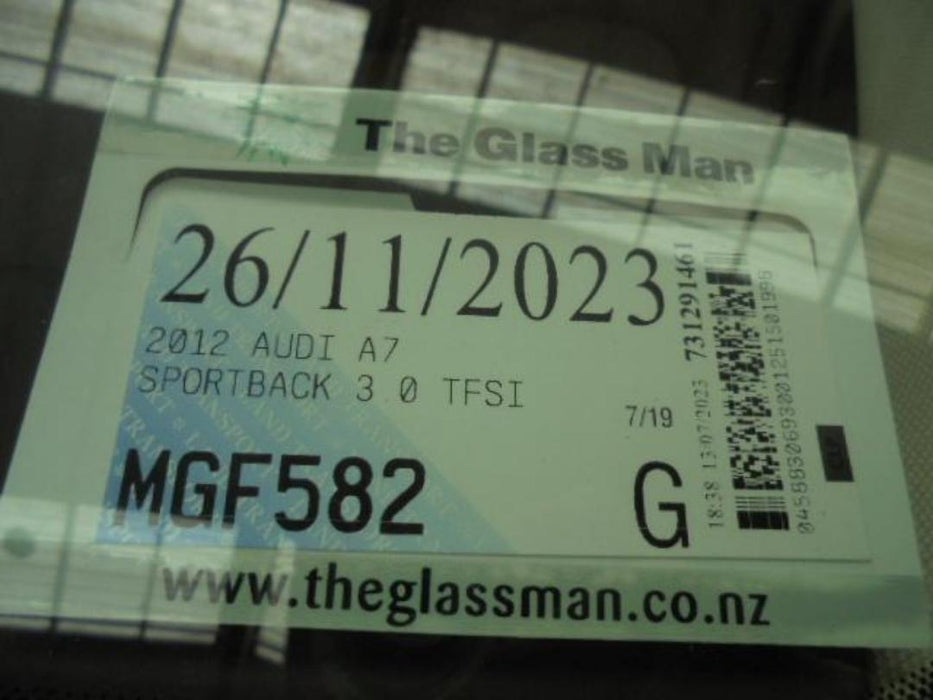 The Glass Man
26/11/2023
2012 AUDI A7
SPORTBACK 3.0 TFSI
7/19
MGF582
G
731291461
18:38 13/07/2023
www.theglassman.co.nz